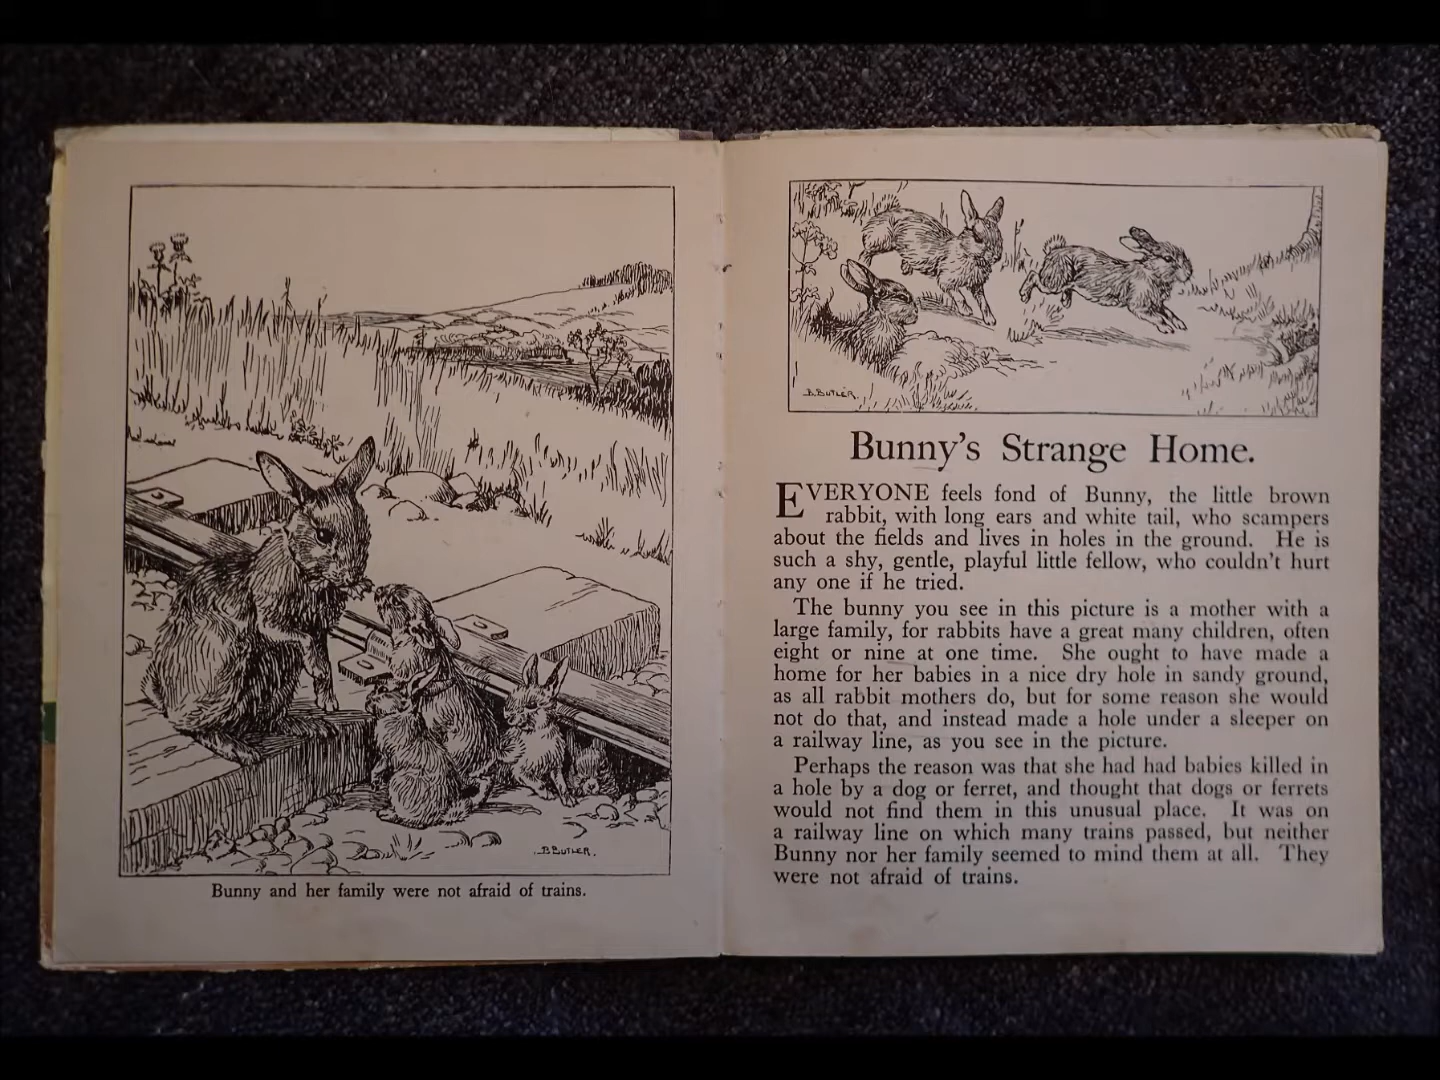 B. BUTLER.
Bunny and her family were not afraid of trains.
B. BUTLER.
Bunny's Strange Home.
EVERYONE feels fond of Bunny, the little brown
rabbit, with long ears and white tail, who scampers
about the fields and lives in holes in the ground. He is
such a shy, gentle, playful little fellow, who couldn't hurt
any one if he tried.
The bunny you see in this picture is a mother with a
large family, for rabbits have a great many children, often
eight or nine at one time. She ought to have made a
home for her babies in a nice dry hole in sandy ground,
as all rabbit mothers do, but for some reason she would
not do that, and instead made a hole under a sleeper on
a railway line, as you see in the picture.
Perhaps the reason was that she had had babies killed in
a hole by a dog or ferret, and thought that dogs or ferrets
would not find them in this unusual place. It was on
a railway line on which many trains passed, but neither
Bunny nor her family seemed to mind them at all. They
were not afraid of trains.